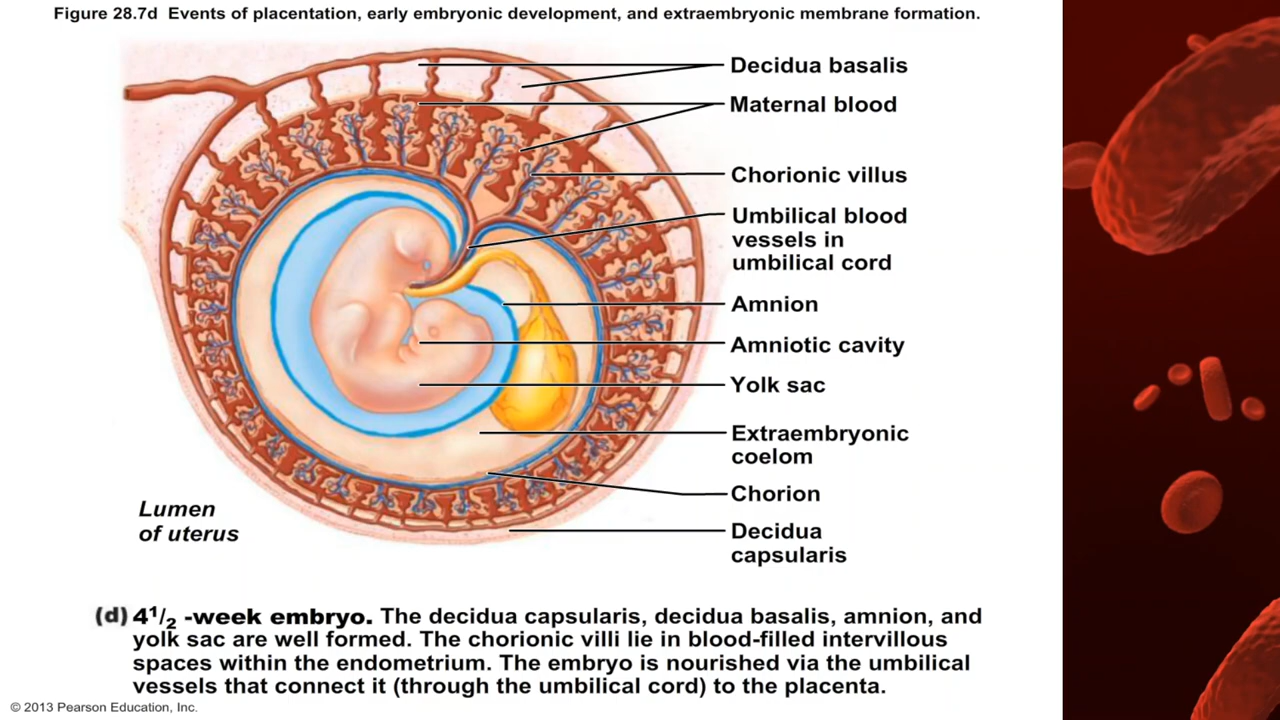 Figure 28.7d  Events of placentation, early embryonic development, and extraembryonic membrane formation.
Decidua basalis
Maternal blood
Chorionic villus
Umbilical blood
vessels in
umbilical cord
Amnion
Amniotic cavity
Yolk sac
Extraembryonic
coelom
Chorion
Decidua
capsularis
Lumen
of uterus
(d) 4 1/2 -week embryo. The decidua capsularis, decidua basalis, amnion, and
yolk sac are well formed. The chorionic villi lie in blood-filled intervillous
spaces within the endometrium. The embryo is nourished via the umbilical
vessels that connect it (through the umbilical cord) to the placenta.
© 2013 Pearson Education, Inc.